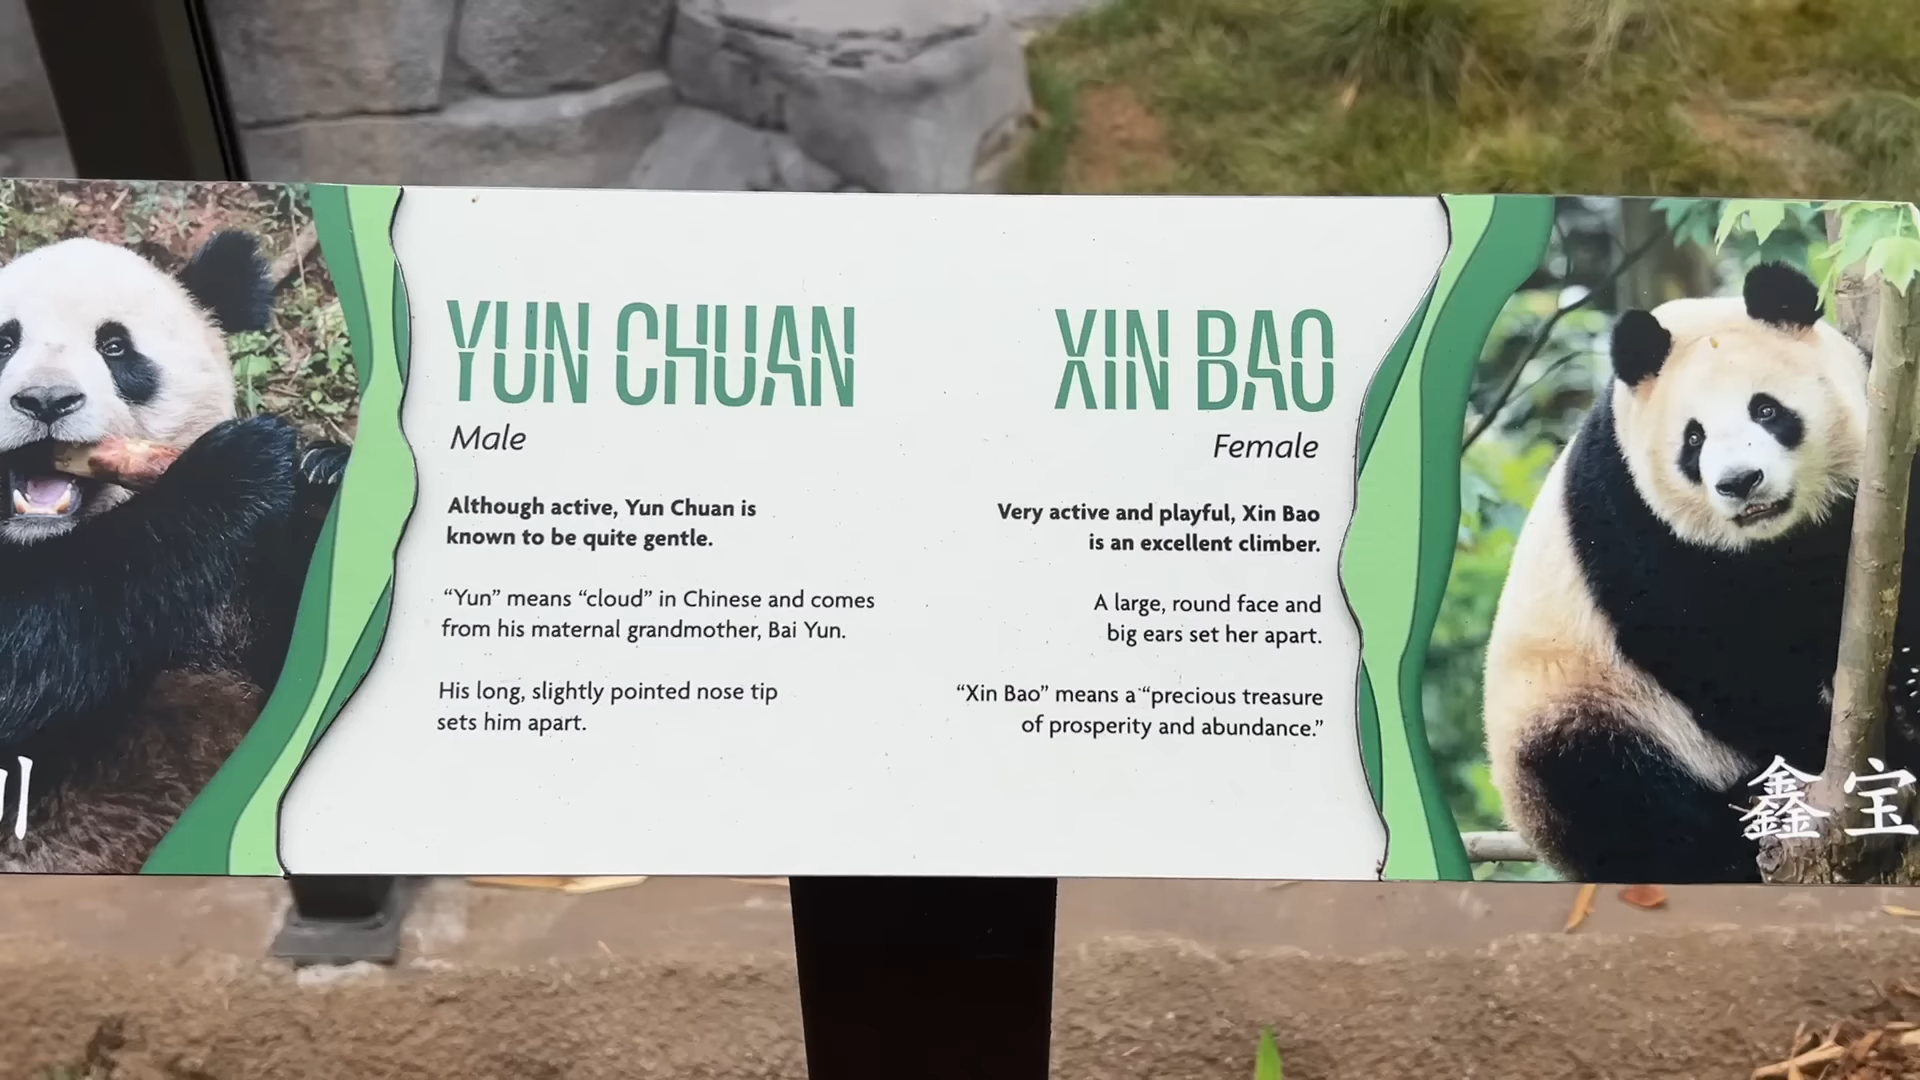 YUN CHUAN
Male
Although active, Yun Chuan is
known to be quite gentle.
“Yun” means “cloud” in Chinese and comes
from his maternal grandmother, Bai Yun.
His long, slightly pointed nose tip
sets him apart.
川
XIN BAO
Female
Very active and playful, Xin Bao
is an excellent climber.
A large, round face and
big ears set her apart.
“Xin Bao” means a “precious treasure
of prosperity and abundance.”
鑫宝